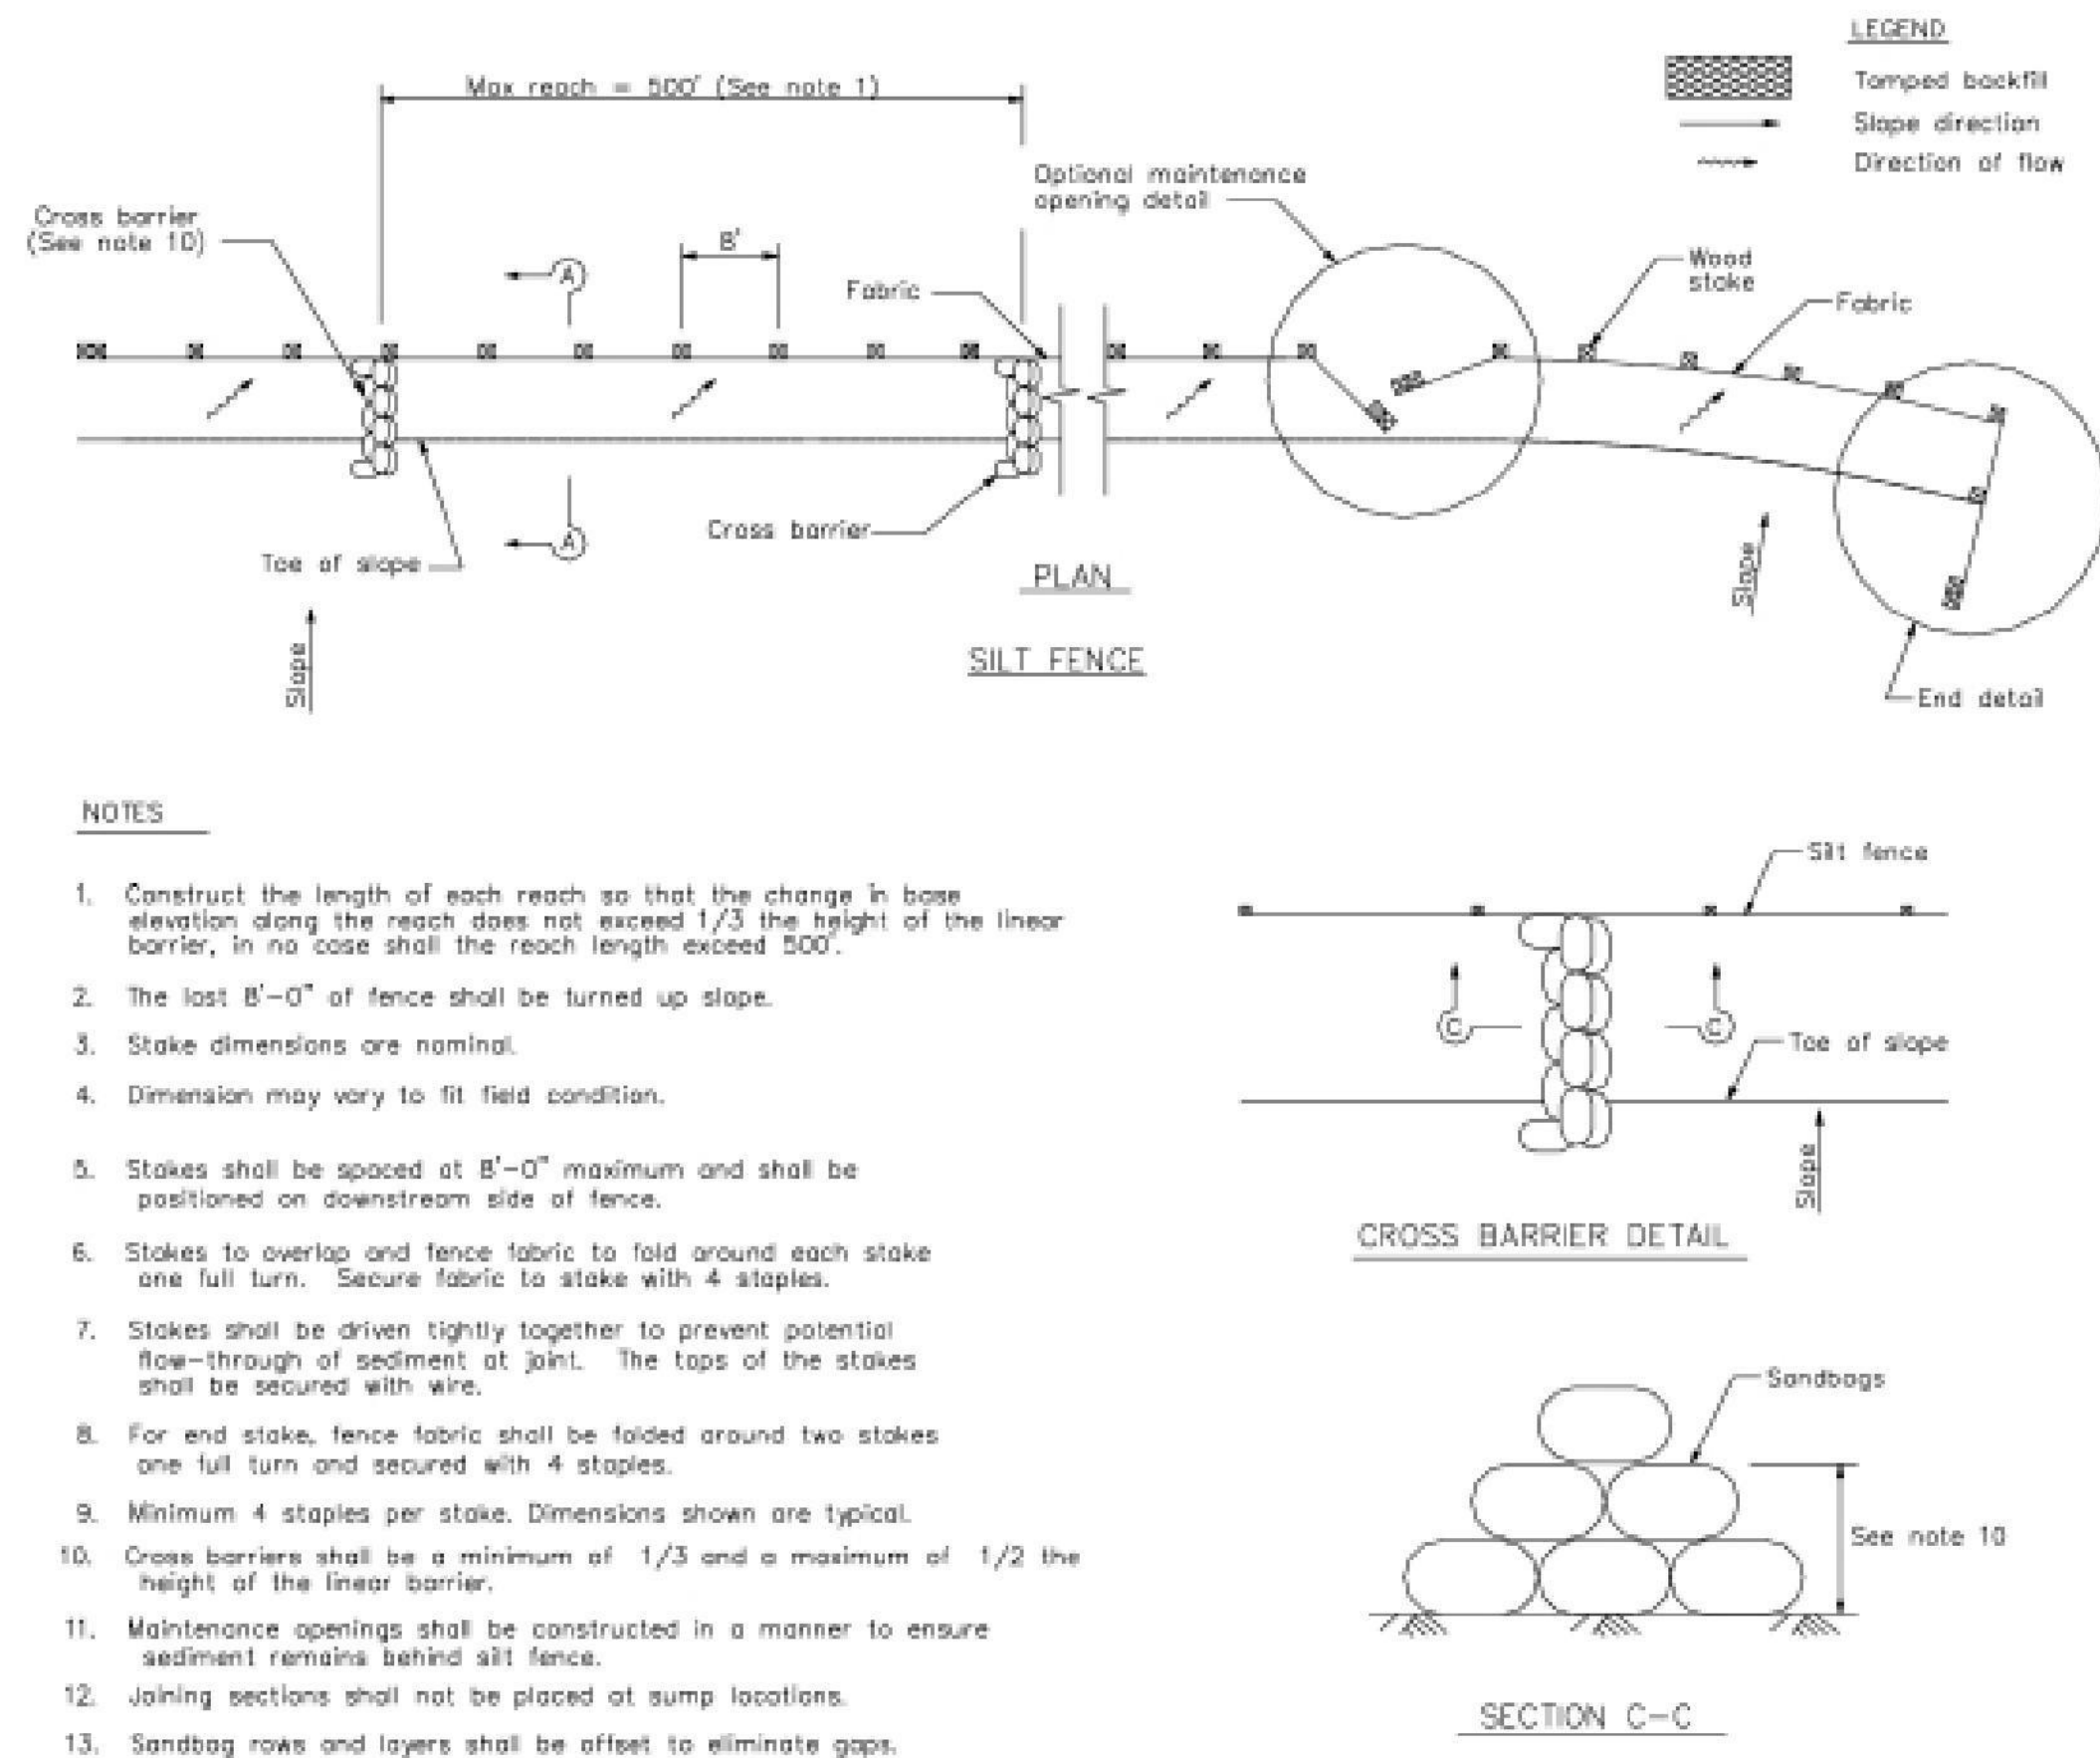 LEGEND
Tamped backfill
Slope direction
Direction of flow
Max reach = 500' (See note 1)
Optional maintenance
opening detail
Cross barrier
(See note 10)
A
8'
Fabric
Wood
stake
Fabric
Cross barrier
A
Toe of slope
PLAN
Slope
Slope
SILT FENCE
End detail
NOTES
1. Construct the length of each reach so that the change in base
elevation along the reach does not exceed 1/3 the height of the linear
barrier, in no case shall the reach length exceed 500'.
2. The last 8'-0" of fence shall be turned up slope.
3. Stake dimensions are nominal.
4. Dimension may vary to fit field condition.
5. Stakes shall be spaced at 8'-0" maximum and shall be
positioned on downstream side of fence.
6. Stakes to overlap and fence fabric to fold around each stake
one full turn. Secure fabric to stake with 4 staples.
7. Stakes shall be driven tightly together to prevent potential
flow-through of sediment at joint. The tops of the stakes
shall be secured with wire.
8. For end stake, fence fabric shall be folded around two stakes
one full turn and secured with 4 staples.
9. Minimum 4 staples per stake. Dimensions shown are typical.
10. Cross barriers shall be a minimum of 1/3 and a maximum of 1/2 the
height of the linear barrier.
11. Maintenance openings shall be constructed in a manner to ensure
sediment remains behind silt fence.
12. Joining sections shall not be placed at sump locations.
13. Sandbag rows and layers shall be offset to eliminate gaps.
Silt fence
C
C
Toe of slope
Slope
CROSS BARRIER DETAIL
Sandbags
See note 10
SECTION C-C